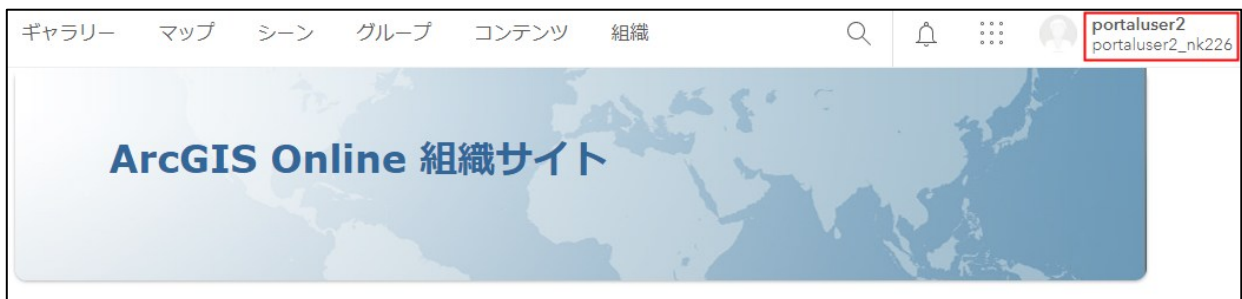 ギャラリー マップ シーン グループ コンテンツ 組織
portaluser2
portaluser2_nk226
ArcGIS Online 組織サイト